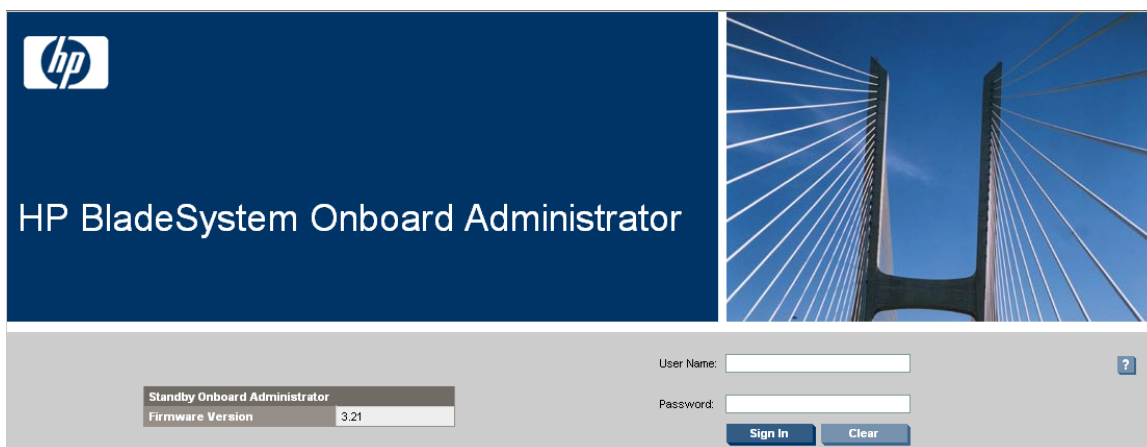 hp
HP BladeSystem Onboard Administrator
User Name:
?
Standby Onboard Administrator
Firmware Version 3.21
Password:
Sign In Clear